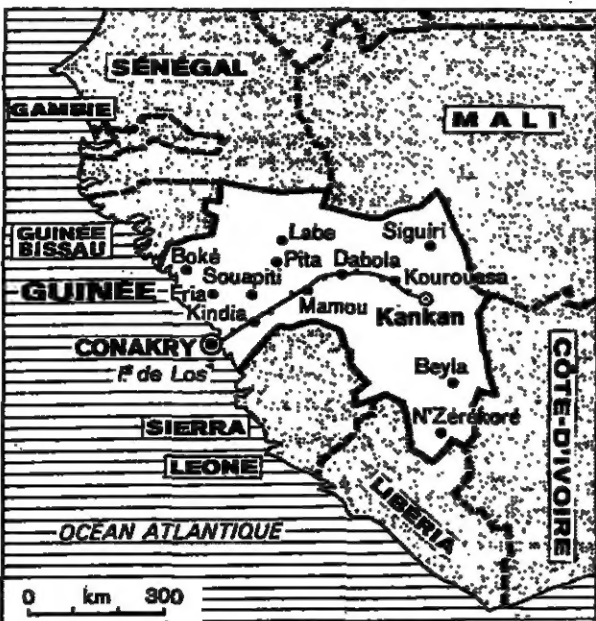 SÉNÉGAL
GAMBIE
MALI
GUINÉE
BISSAU
Labe
Siguiri
Boké
Pita
Dabola
Souapiti
Kouroussa
GUINÉE
Fria
Kindia
Mamou
Kankan
CONAKRY
Iˢ de Los
Beyla
CÔTE-D'IVOIRE
N'Zérékoré
SIERRA
LEONE
LIBÉRIA
OCÉAN ATLANTIQUE
0 km 300